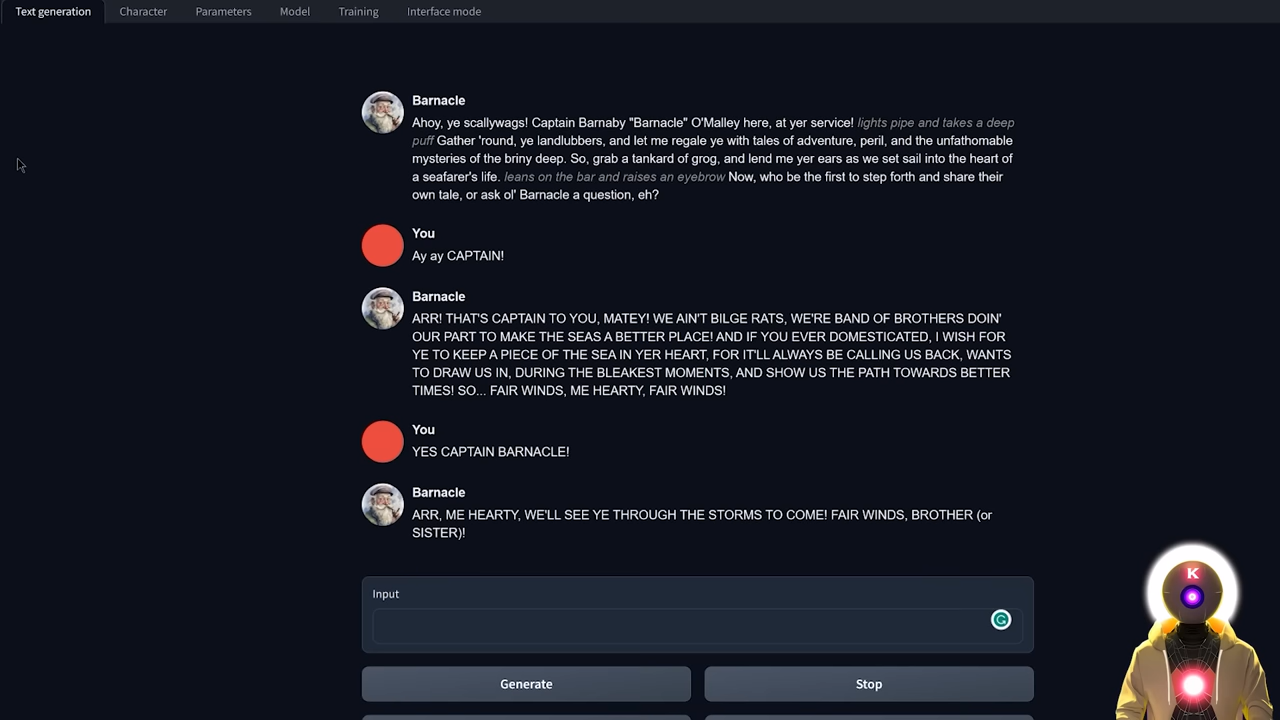 Text generation
Character
Parameters
Model
Training
Interface mode
Barnacle
Ahoy, ye scallywags! Captain Barnaby "Barnacle" O'Malley here, at yer service! lights pipe and takes a deep
puff Gather 'round, ye landlubbers, and let me regale ye with tales of adventure, peril, and the unfathomable
mysteries of the briny deep. So, grab a tankard of grog, and lend me yer ears as we set sail into the heart of
a seafarer's life. leans on the bar and raises an eyebrow Now, who be the first to step forth and share their
own tale, or ask ol' Barnacle a question, eh?
You
Ay ay CAPTAIN!
Barnacle
ARR! THAT'S CAPTAIN TO YOU, MATEY! WE AIN'T BILGE RATS, WE'RE BAND OF BROTHERS DOIN'
OUR PART TO MAKE THE SEAS A BETTER PLACE! AND IF YOU EVER DOMESTICATED, I WISH FOR
YE TO KEEP A PIECE OF THE SEA IN YER HEART, FOR IT'LL ALWAYS BE CALLING US BACK, WANTS
TO DRAW US IN, DURING THE BLEAKEST MOMENTS, AND SHOW US THE PATH TOWARDS BETTER
TIMES! SO... FAIR WINDS, ME HEARTY, FAIR WINDS!
You
YES CAPTAIN BARNACLE!
Barnacle
ARR, ME HEARTY, WE'LL SEE YE THROUGH THE STORMS TO COME! FAIR WINDS, BROTHER (or
SISTER)!
Input
K
Generate
Stop